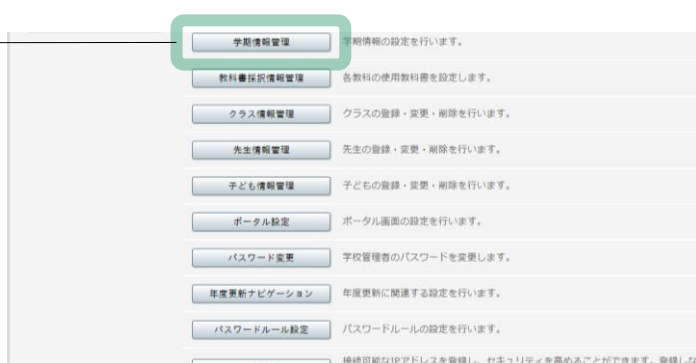 学期情報管理 学期情報の設定を行います。
教科書採択情報管理 各教科の使用教科書を設定します。
クラス情報管理 クラスの登録・変更・削除を行います。
先生情報管理 先生の登録・変更・削除を行います。
子ども情報管理 子どもの登録・変更・削除を行います。
ポータル設定 ポータル画面の設定を行います。
パスワード変更 学校管理者のパスワードを変更します。
年度更新ナビゲーション 年度更新に関連する設定を行います。
パスワードルール設定 パスワードルールの設定を行います。
接続可能なIPアドレスを登録し、セキュリティを高めることができます。登録しな